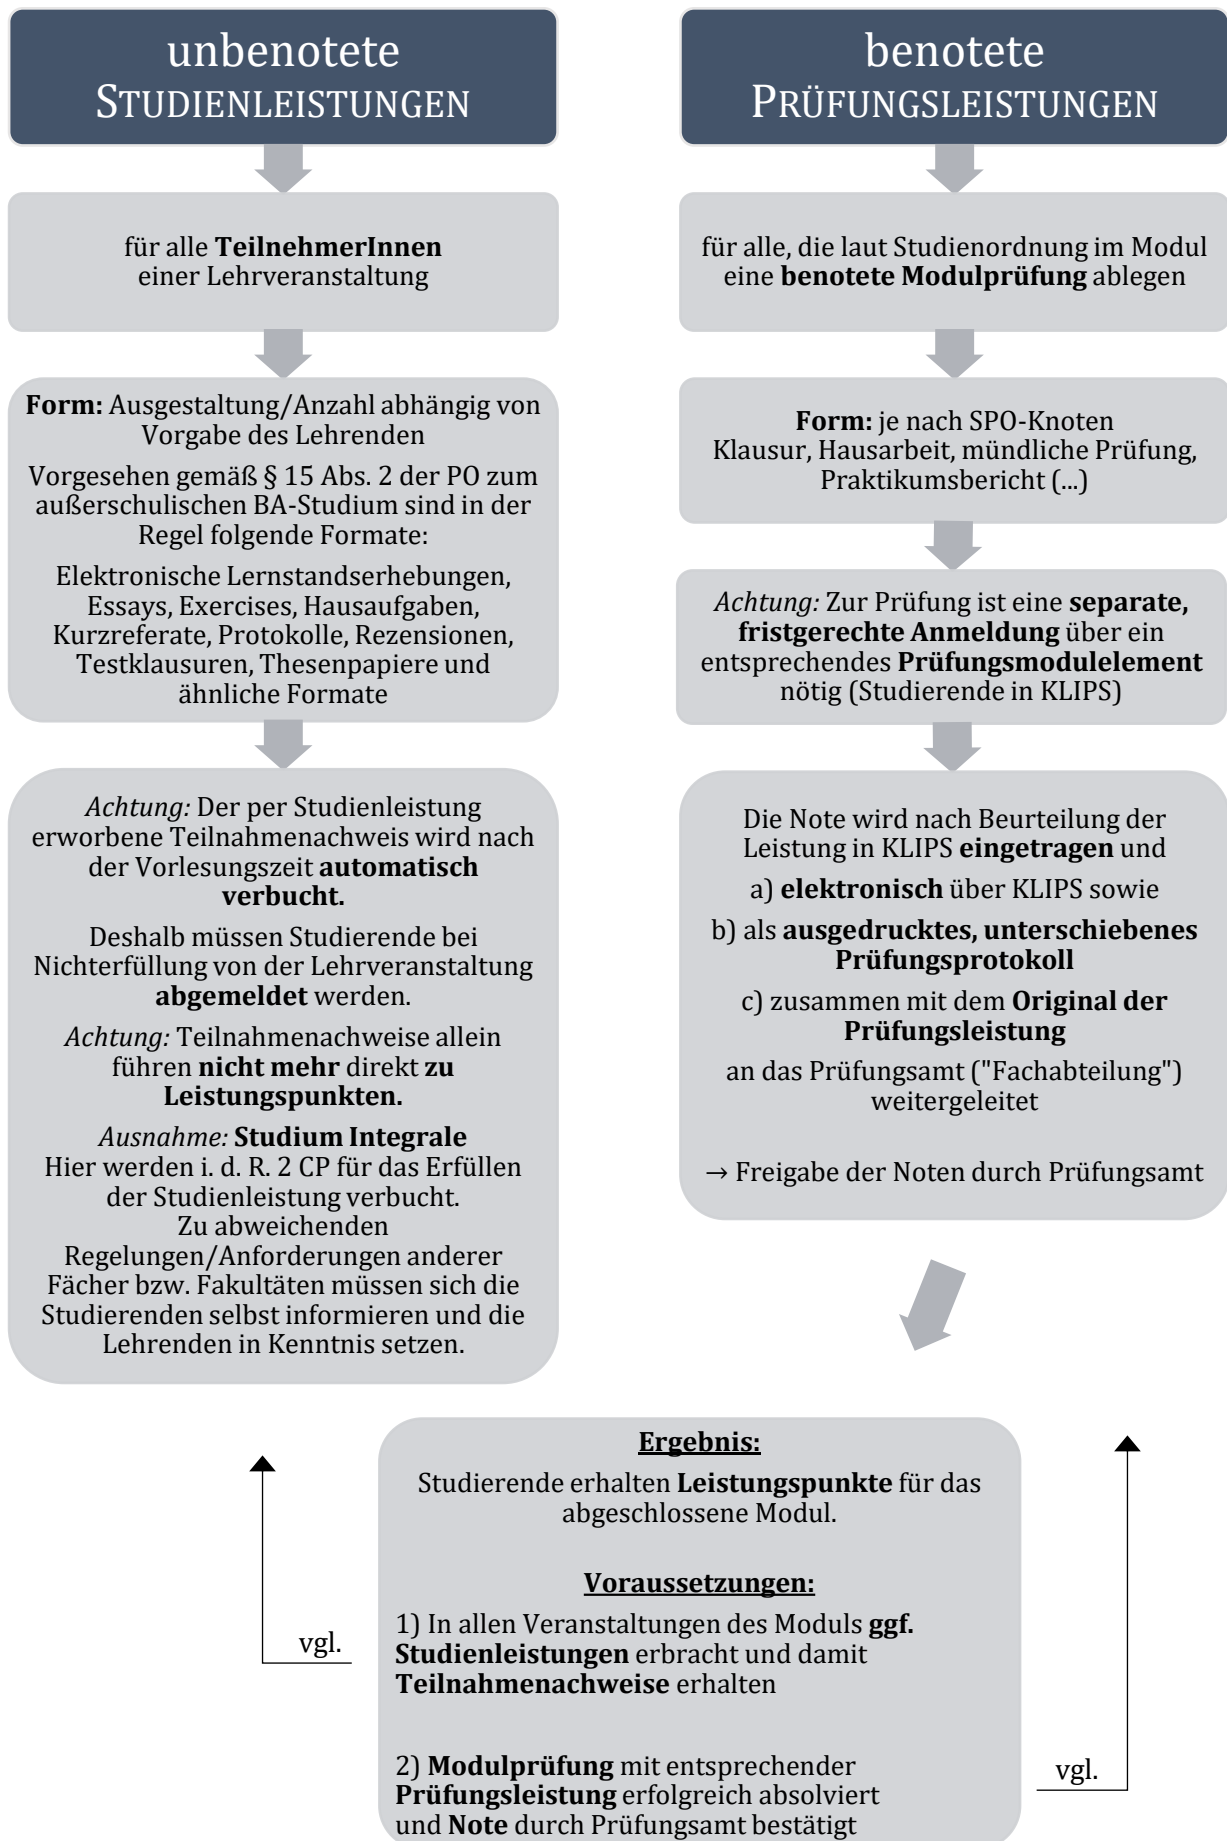 unbenotete
STUDIENLEISTUNGEN
für alle TeilnehmerInnen
einer Lehrveranstaltung
Form: Ausgestaltung/Anzahl abhängig von
Vorgabe des Lehrenden
Vorgesehen gemäß § 15 Abs. 2 der PO zum
außerschulischen BA-Studium sind in der
Regel folgende Formate:
Elektronische Lernstandserhebungen,
Essays, Exercises, Hausaufgaben,
Kurzreferate, Protokolle, Rezensionen,
Testklausuren, Thesenpapiere und
ähnliche Formate
Achtung: Der per Studienleistung
erworbene Teilnahmenachweis wird nach
der Vorlesungszeit automatisch
verbucht.
Deshalb müssen Studierende bei
Nichterfüllung von der Lehrveranstaltung
abgemeldet werden.
Achtung: Teilnahmenachweise allein
führen nicht mehr direkt zu
Leistungspunkten.
Ausnahme: Studium Integrale
Hier werden i. d. R. 2 CP für das Erfüllen
der Studienleistung verbucht.
Zu abweichenden
Regelungen/Anforderungen anderer
Fächer bzw. Fakultäten müssen sich die
Studierenden selbst informieren und die
Lehrenden in Kenntnis setzen.
benotete
PRÜFUNGSLEISTUNGEN
für alle, die laut Studienordnung im Modul
eine benotete Modulprüfung ablegen
Form: je nach SPO-Knoten
Klausur, Hausarbeit, mündliche Prüfung,
Praktikumsbericht (...)
Achtung: Zur Prüfung ist eine separate,
fristgerechte Anmeldung über ein
entsprechendes Prüfungsmodulelement
nötig (Studierende in KLIPS)
Die Note wird nach Beurteilung der
Leistung in KLIPS eingetragen und
a) elektronisch über KLIPS sowie
b) als ausgedrucktes, unterschiebenes
Prüfungsprotokoll
c) zusammen mit dem Original der
Prüfungsleistung
an das Prüfungsamt ("Fachabteilung")
weitergeleitet
→ Freigabe der Noten durch Prüfungsamt
Ergebnis:
Studierende erhalten Leistungspunkte für das
abgeschlossene Modul.
Voraussetzungen:
1) In allen Veranstaltungen des Moduls ggf.
Studienleistungen erbracht und damit
Teilnahmenachweise erhalten
vgl.
2) Modulprüfung mit entsprechender
Prüfungsleistung erfolgreich absolviert
und Note durch Prüfungsamt bestätigt
vgl.